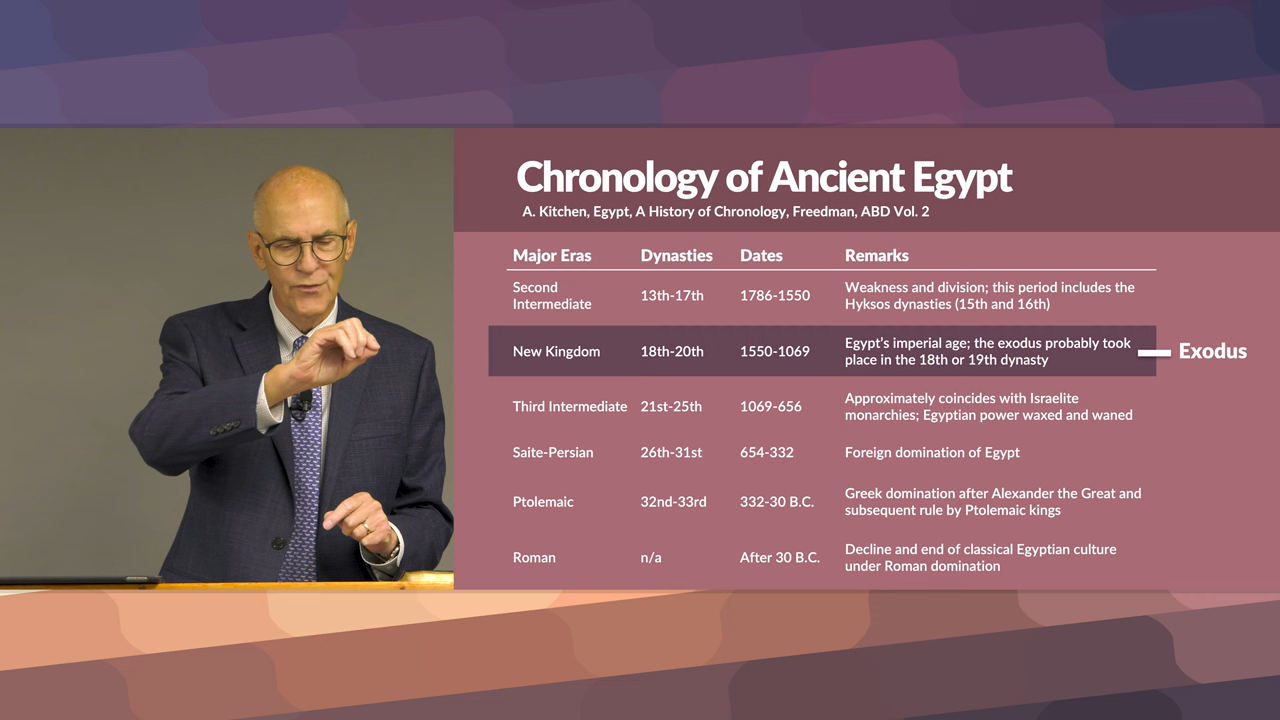 Chronology of Ancient Egypt
A. Kitchen, Egypt, A History of Chronology, Freedman, ABD Vol. 2
Major Eras Dynasties Dates Remarks
Second
Intermediate
13th-17th
1786-1550
Weakness and division; this period includes the
Hyksos dynasties (15th and 16th)
New Kingdom
18th-20th
1550-1069
Egypt's imperial age; the exodus probably took
place in the 18th or 19th dynasty
Exodus
Third Intermediate
21st-25th
1069-656
Approximately coincides with Israelite
monarchies; Egyptian power waxed and waned
Saite-Persian
26th-31st
654-332
Foreign domination of Egypt
Ptolemaic
32nd-33rd
332-30 B.C.
Greek domination after Alexander the Great and
subsequent rule by Ptolemaic kings
Roman
n/a
After 30 B.C.
Decline and end of classical Egyptian culture
under Roman domination